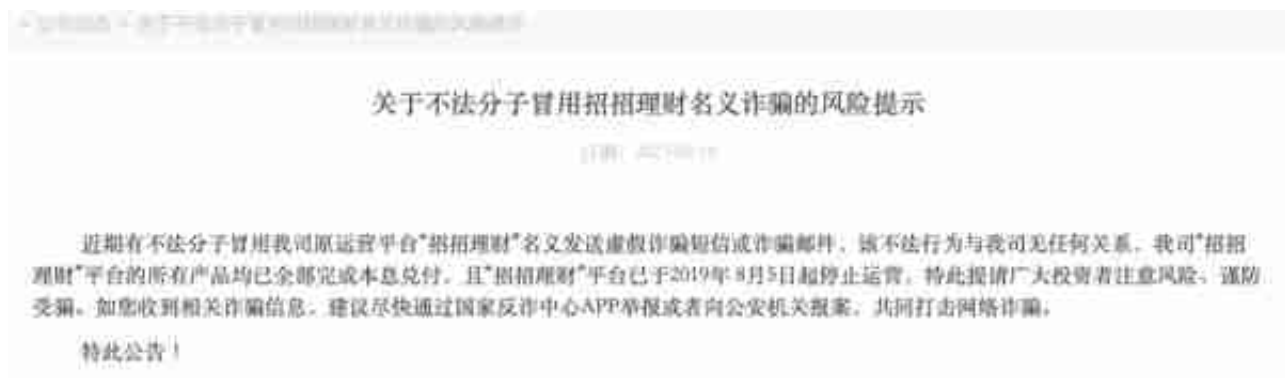 关于不法分子冒用招招理财名义诈骗的风险提示
近期有不法分子冒用我司原运营平台"招招理财"名义发送虚假诈骗短信或诈骗邮件，该不法行为与我司无任何关系。我司"招招
理财"平台的所有产品均已全部完成本息兑付，且"招招理财"平台已于2019年8月5日起停止运营。特此提请广大投资者注意风险、谨防
受骗。如您收到相关诈骗信息，建议尽快通过国家反诈中心APP举报或者向公安机关报案，共同打击网络诈骗。
特此公告！